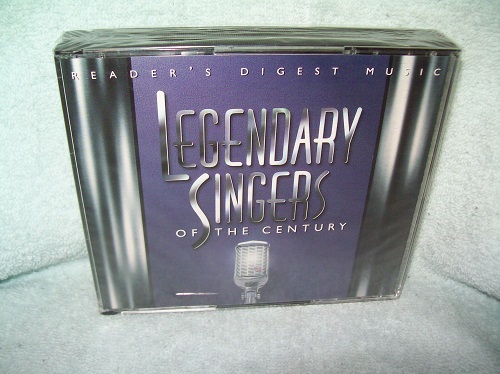 READER'S DIGEST MUSIC
LEGENDARY
SINGERS
OF THE CENTURY